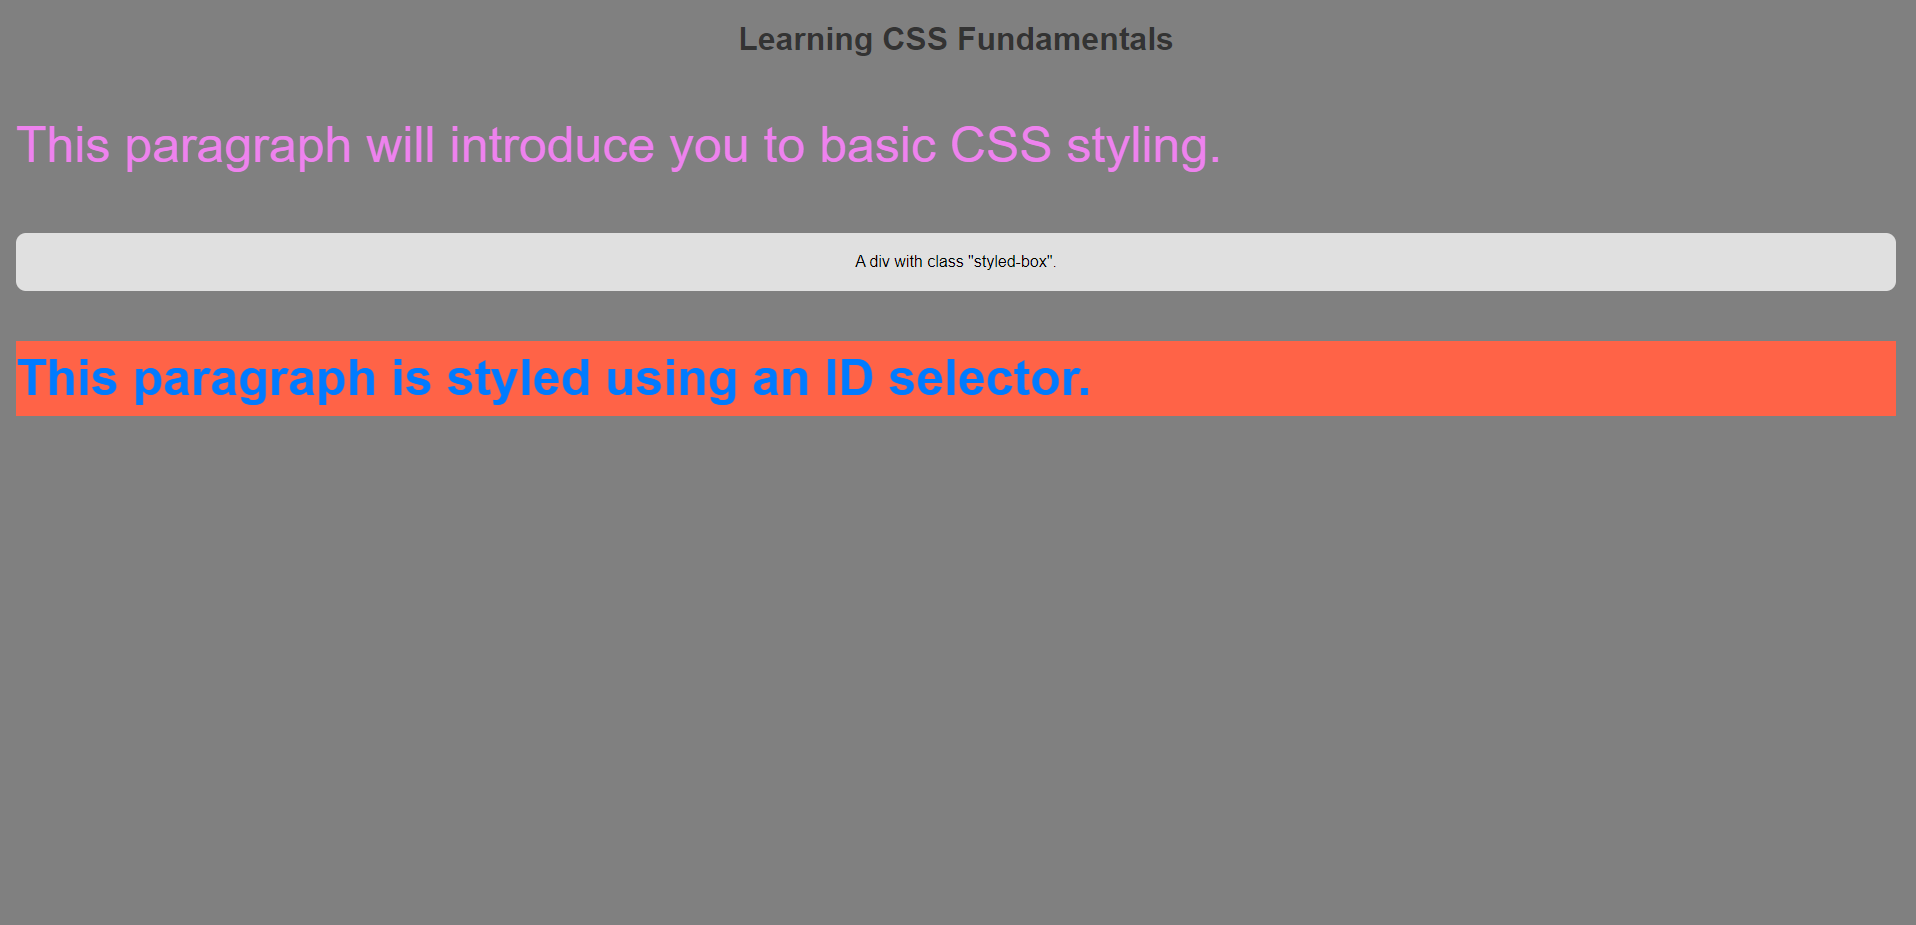 Learning CSS Fundamentals
This paragraph will introduce you to basic CSS styling.
A div with class "styled-box".
This paragraph is styled using an ID selector.